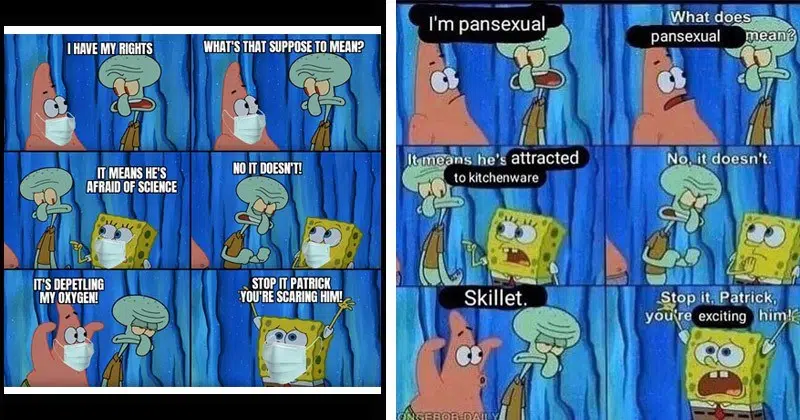 I HAVE MY RIGHTS
WHAT'S THAT SUPPOSE TO MEAN?
IT MEANS HE'S
AFRAID OF SCIENCE
NO IT DOESN'T!
IT'S DEPETLING
MY OXYGEN!
STOP IT PATRICK
YOU'RE SCARING HIM!
I'm pansexual
What does
pansexual mean?
It means he's attracted
to kitchenware
No, it doesn't.
Skillet.
Stop it, Patrick,
you're exciting him!
ONGEBOB-DAILY